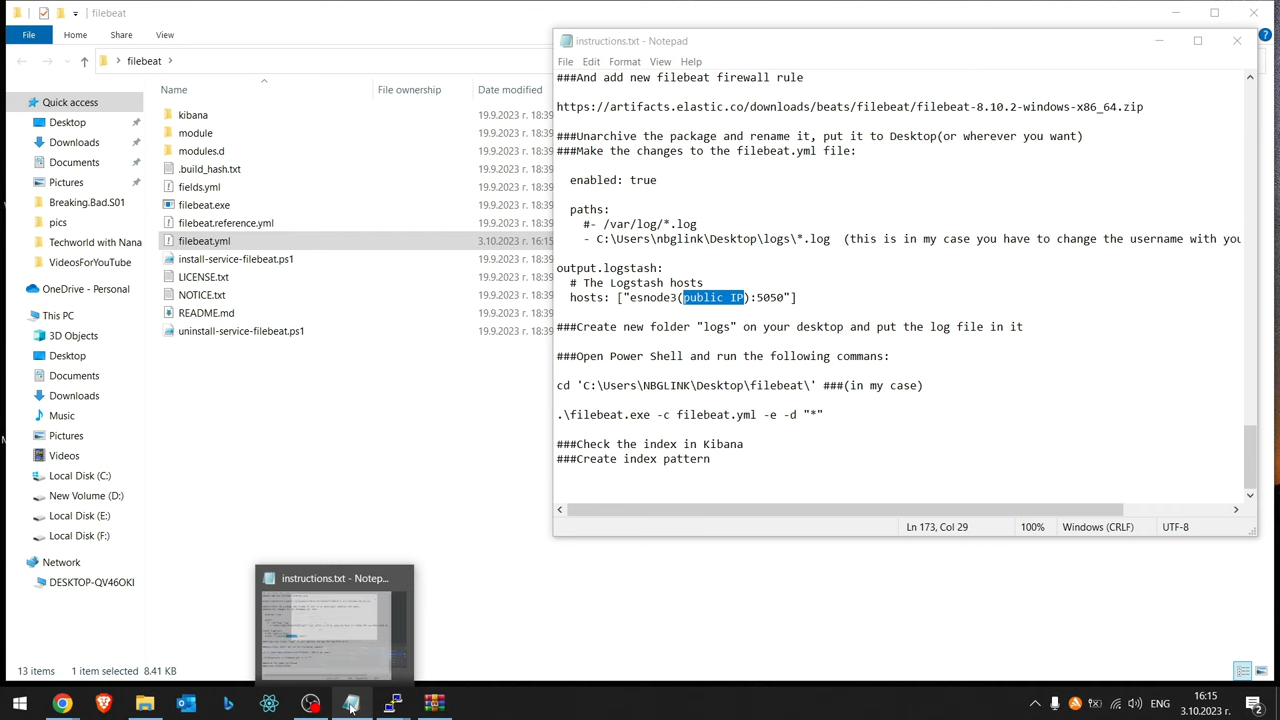 filebeat
File Home Share View
filebeat
Quick access
Desktop
Downloads
Documents
Pictures
Breaking.Bad.S01
pics
Techworld with Nana
VideosForYouTube
OneDrive - Personal
This PC
3D Objects
Desktop
Documents
Downloads
Music
Pictures
Videos
Local Disk (C:)
New Volume (D:)
Local Disk (E:)
Local Disk (F:)
Network
DESKTOP-QV46OKI
Name File ownership Date modified
kibana 19.9.2023 г. 18:39
module 19.9.2023 г. 18:39
modules.d 19.9.2023 г. 18:39
.build_hash.txt 19.9.2023 г. 18:39
fields.yml 19.9.2023 г. 18:39
filebeat.exe 19.9.2023 г. 18:39
filebeat.reference.yml 19.9.2023 г. 18:39
filebeat.yml 3.10.2023 г. 16:15
install-service-filebeat.ps1 19.9.2023 г. 18:39
LICENSE.txt 19.9.2023 г. 18:39
NOTICE.txt 19.9.2023 г. 18:39
README.md 19.9.2023 г. 18:39
uninstall-service-filebeat.ps1 19.9.2023 г. 18:39
instructions.txt - Notepad
File Edit Format View Help
###And add new filebeat firewall rule
https://artifacts.elastic.co/downloads/beats/filebeat/filebeat-8.10.2-windows-x86_64.zip
###Unarchive the package and rename it, put it to Desktop(or wherever you want)
###Make the changes to the filebeat.yml file:
enabled: true
paths:
#- /var/log/*.log
- C:\Users\nbglink\Desktop\logs\*.log (this is in my case you have to change the username with you
output.logstash:
# The Logstash hosts
hosts: ["esnode3(public IP):5050"]
###Create new folder "logs" on your desktop and put the log file in it
###Open Power Shell and run the following commans:
cd 'C:\Users\NBGLINK\Desktop\filebeat\' ###(in my case)
.\filebeat.exe -c filebeat.yml -e -d "*"
###Check the index in Kibana
###Create index pattern
Ln 173, Col 29 100% Windows (CRLF) UTF-8
instructions.txt - Notep...
16 items 1 item selected 8.41 KB
ЕНГ
16:15
3.10.2023 г.
2